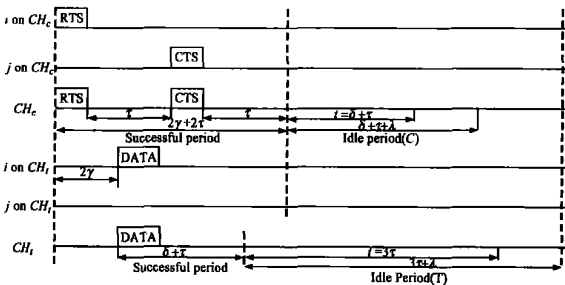 i on CHc
RTS
j on CHc
CTS
CHc
RTS
CTS
τ
τ
i=δ+τ
2γ+2τ
δ+τ+λ
Successful period
Idle period(C)
i on CHt
DATA
2γ
j on CHt
CHt
DATA
δ+τ
i=3τ
3τ+λ
Successful period
Idle Period(T)